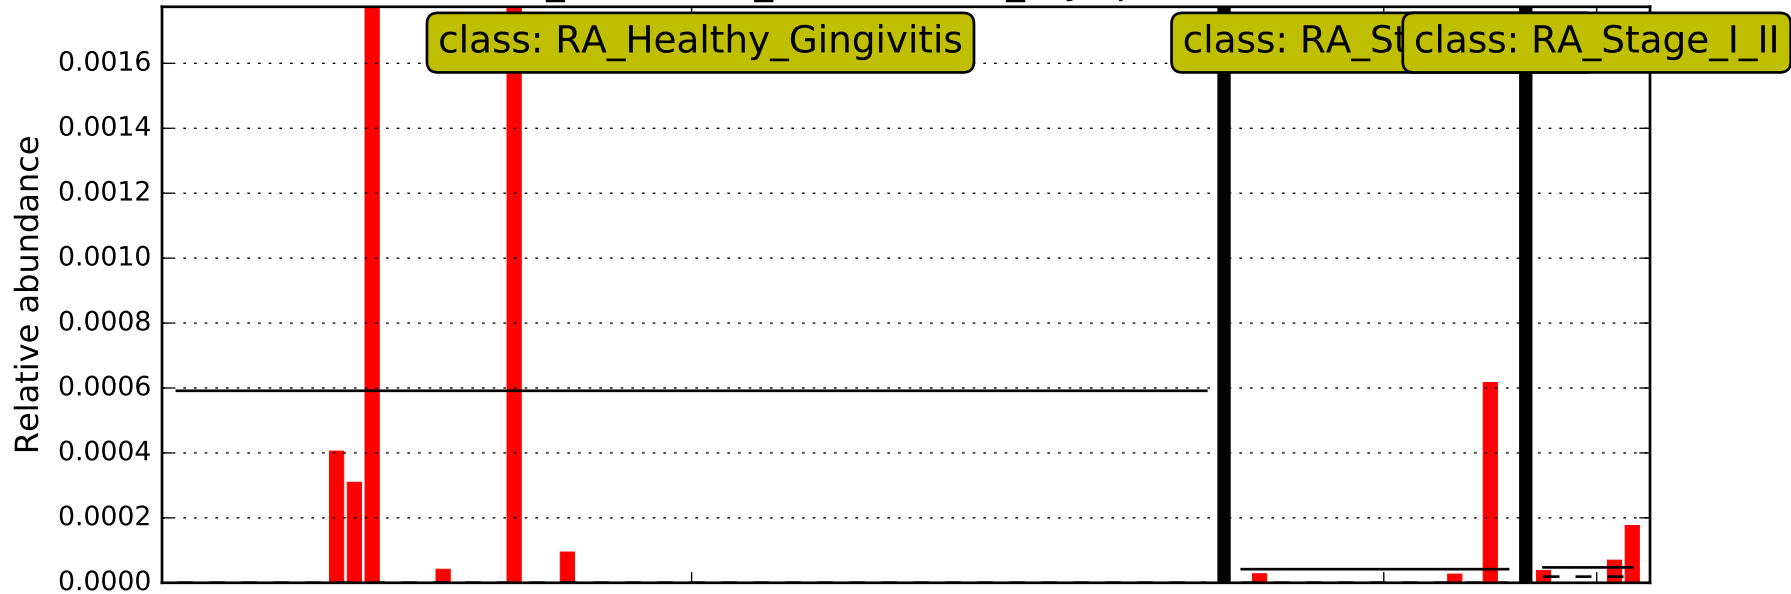 class: RA_Healthy_Gingivitis
class: RA_St
class: RA_Stage_I_II
0.0016
0.0014
0.0012
0.0010
0.0008
0.0006
0.0004
0.0002
0.0000
Relative abundance